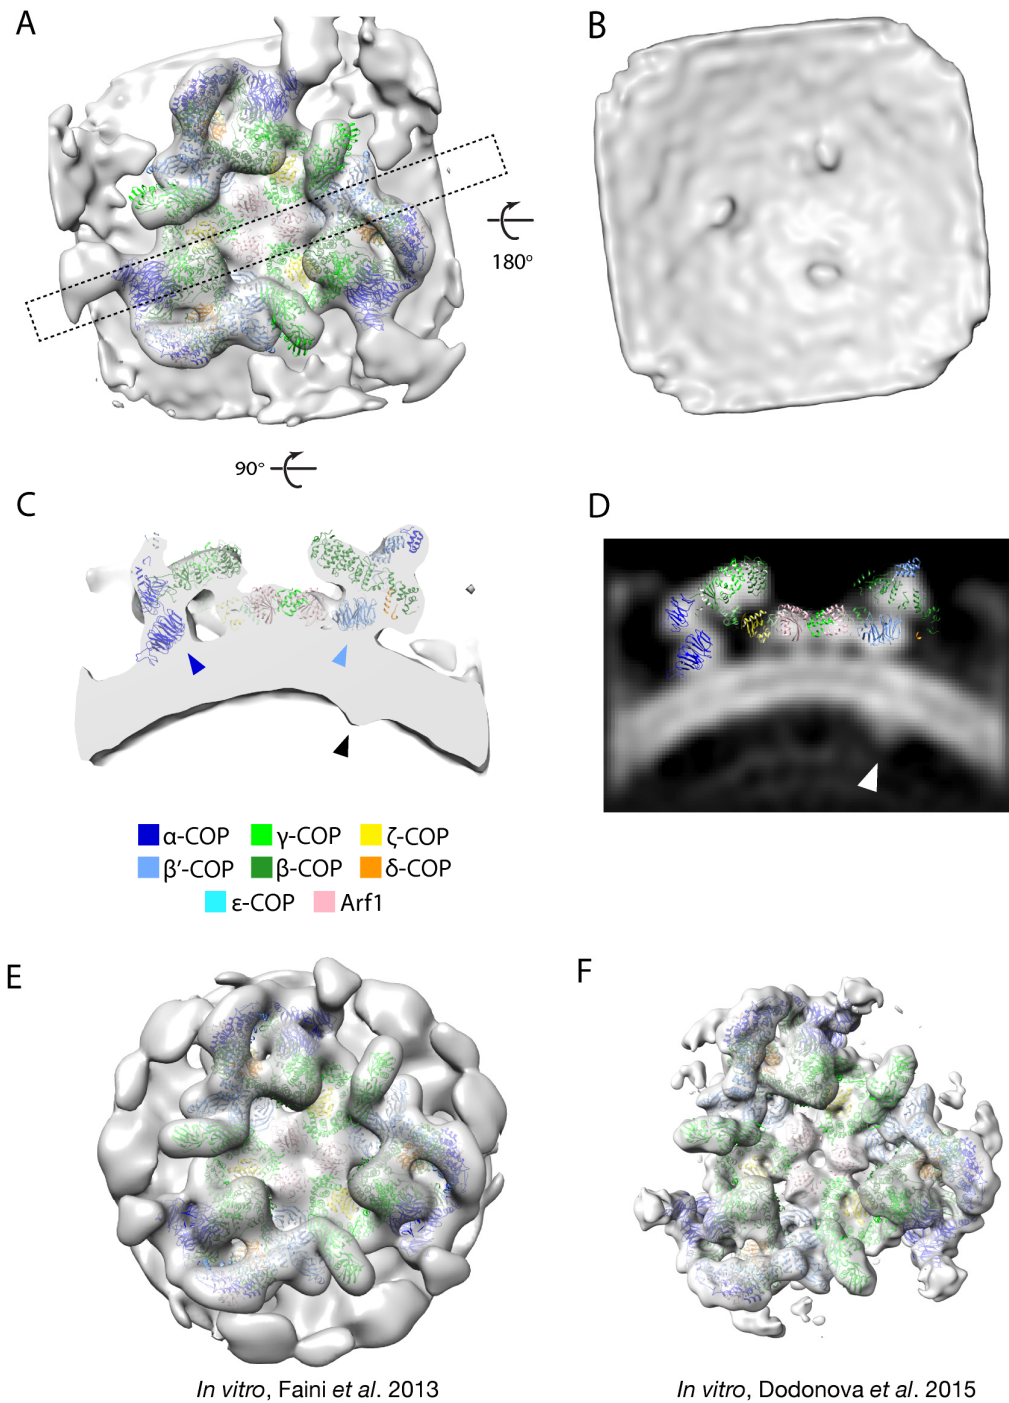 A
B
180°
90°
C
D
α-COP γ-COP ζ-COP
β′-COP β-COP δ-COP
ε-COP Arf1
E
F
In vitro, Faini et al. 2013
In vitro, Dodonova et al. 2015